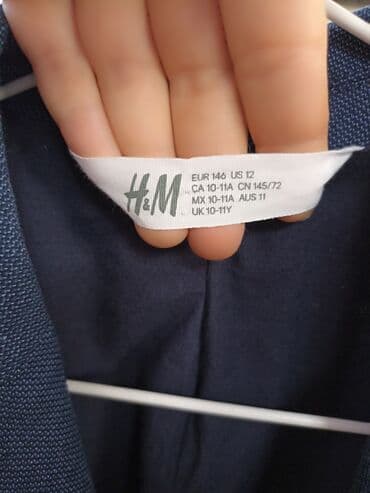 H&M
EUR 146 US 12
CA 10-11A CN 145/72
MX 10-11A AUS 11
UK 10-11Y